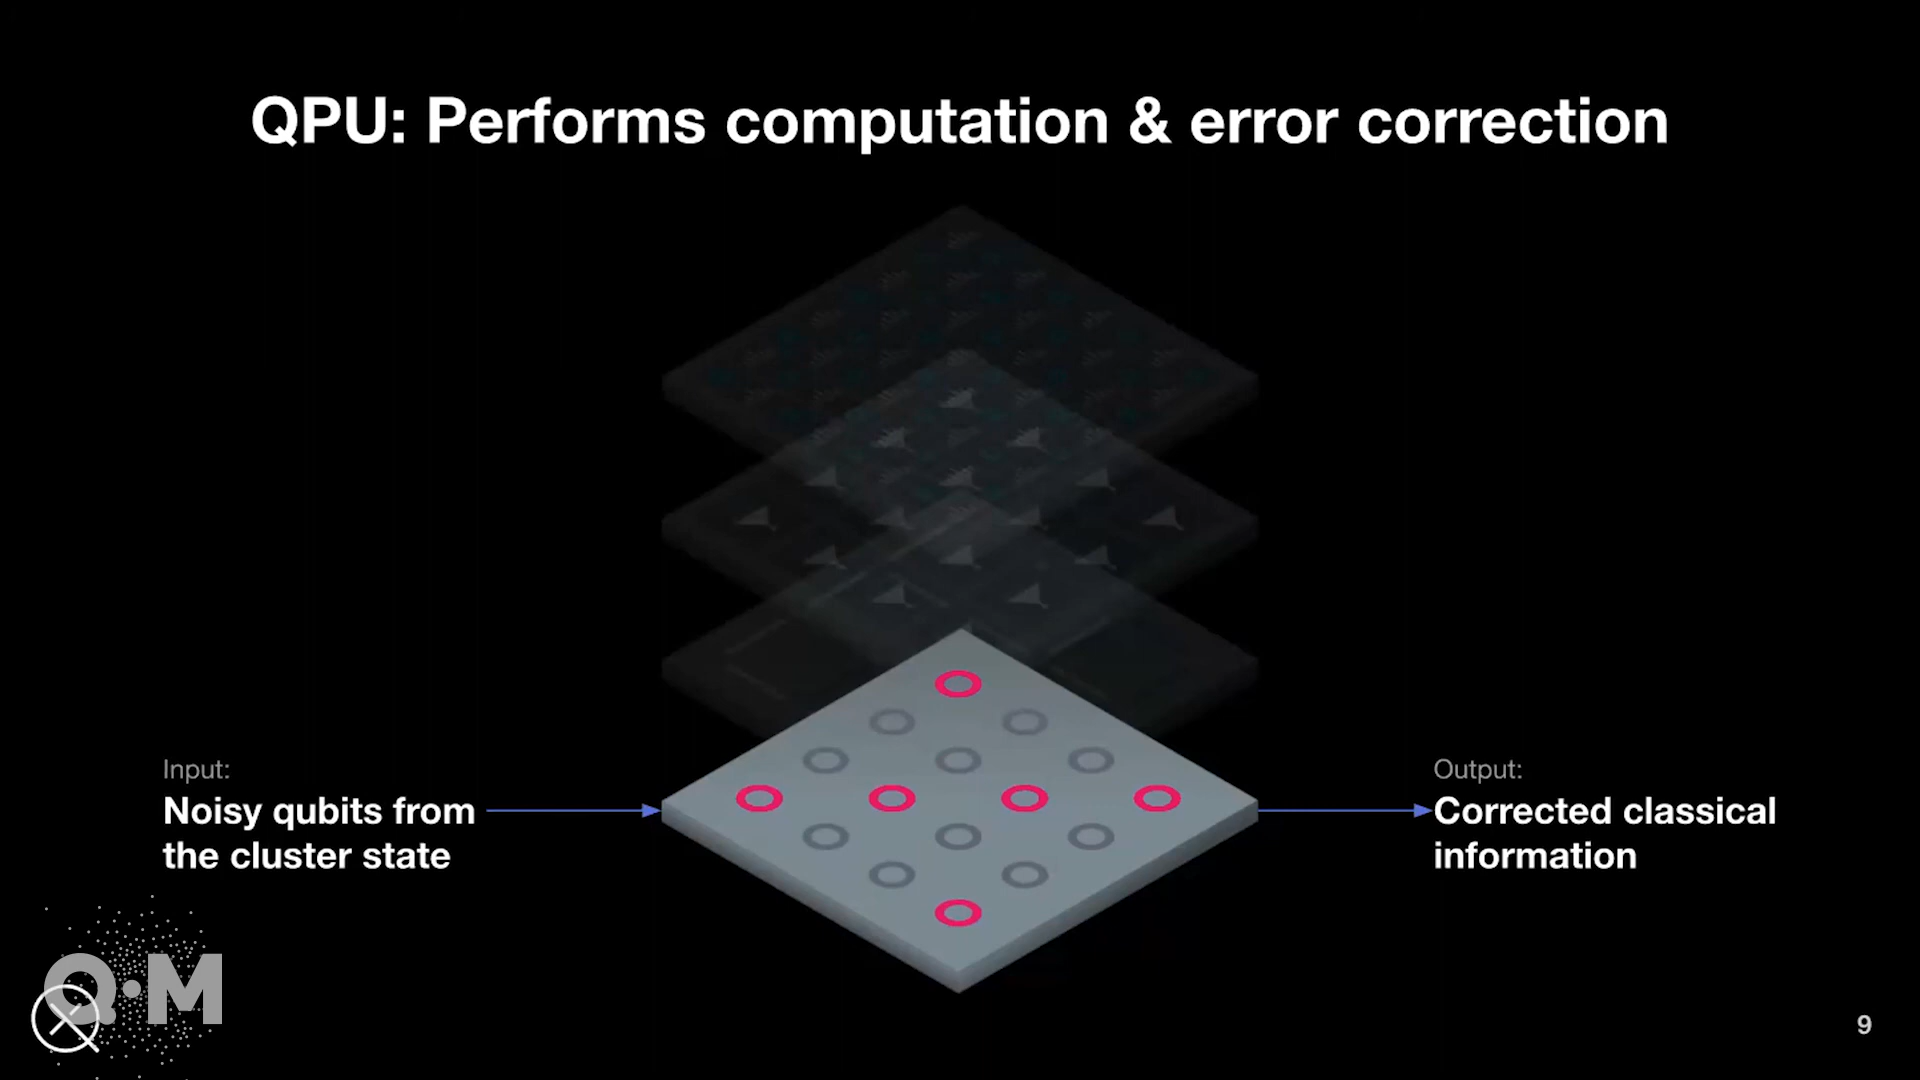 QPU: Performs computation & error correction
Input:
Noisy qubits from
the cluster state
Output:
Corrected classical
information
Q·M
9